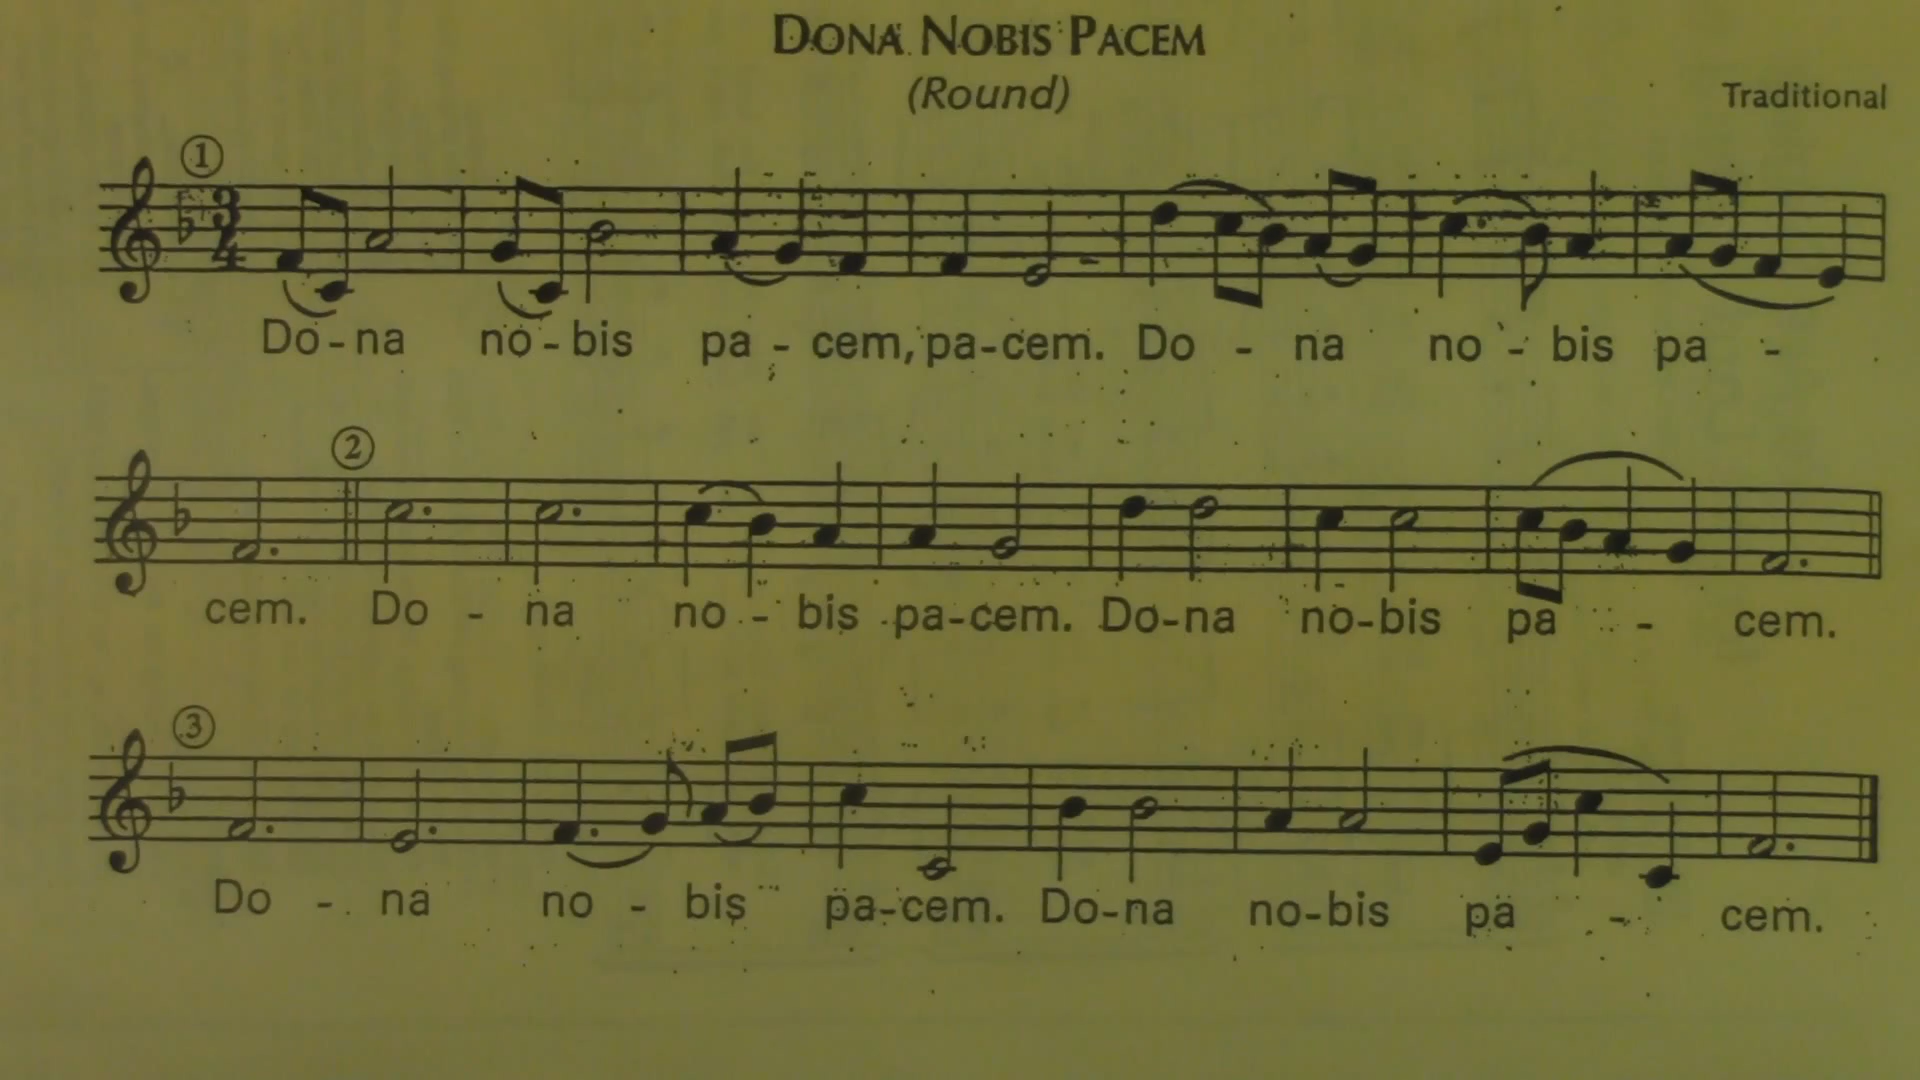 DONA NOBIS PACEM
(Round)
Traditional
1
3
4
Do-na no-bis pa-cem, pa-cem. Do-na no-bis pa-
2
cem. Do-na no-bis pa-cem. Do-na no-bis pa-cem.
3
Do-na no-bis pa-cem. Do-na no-bis pa-cem.